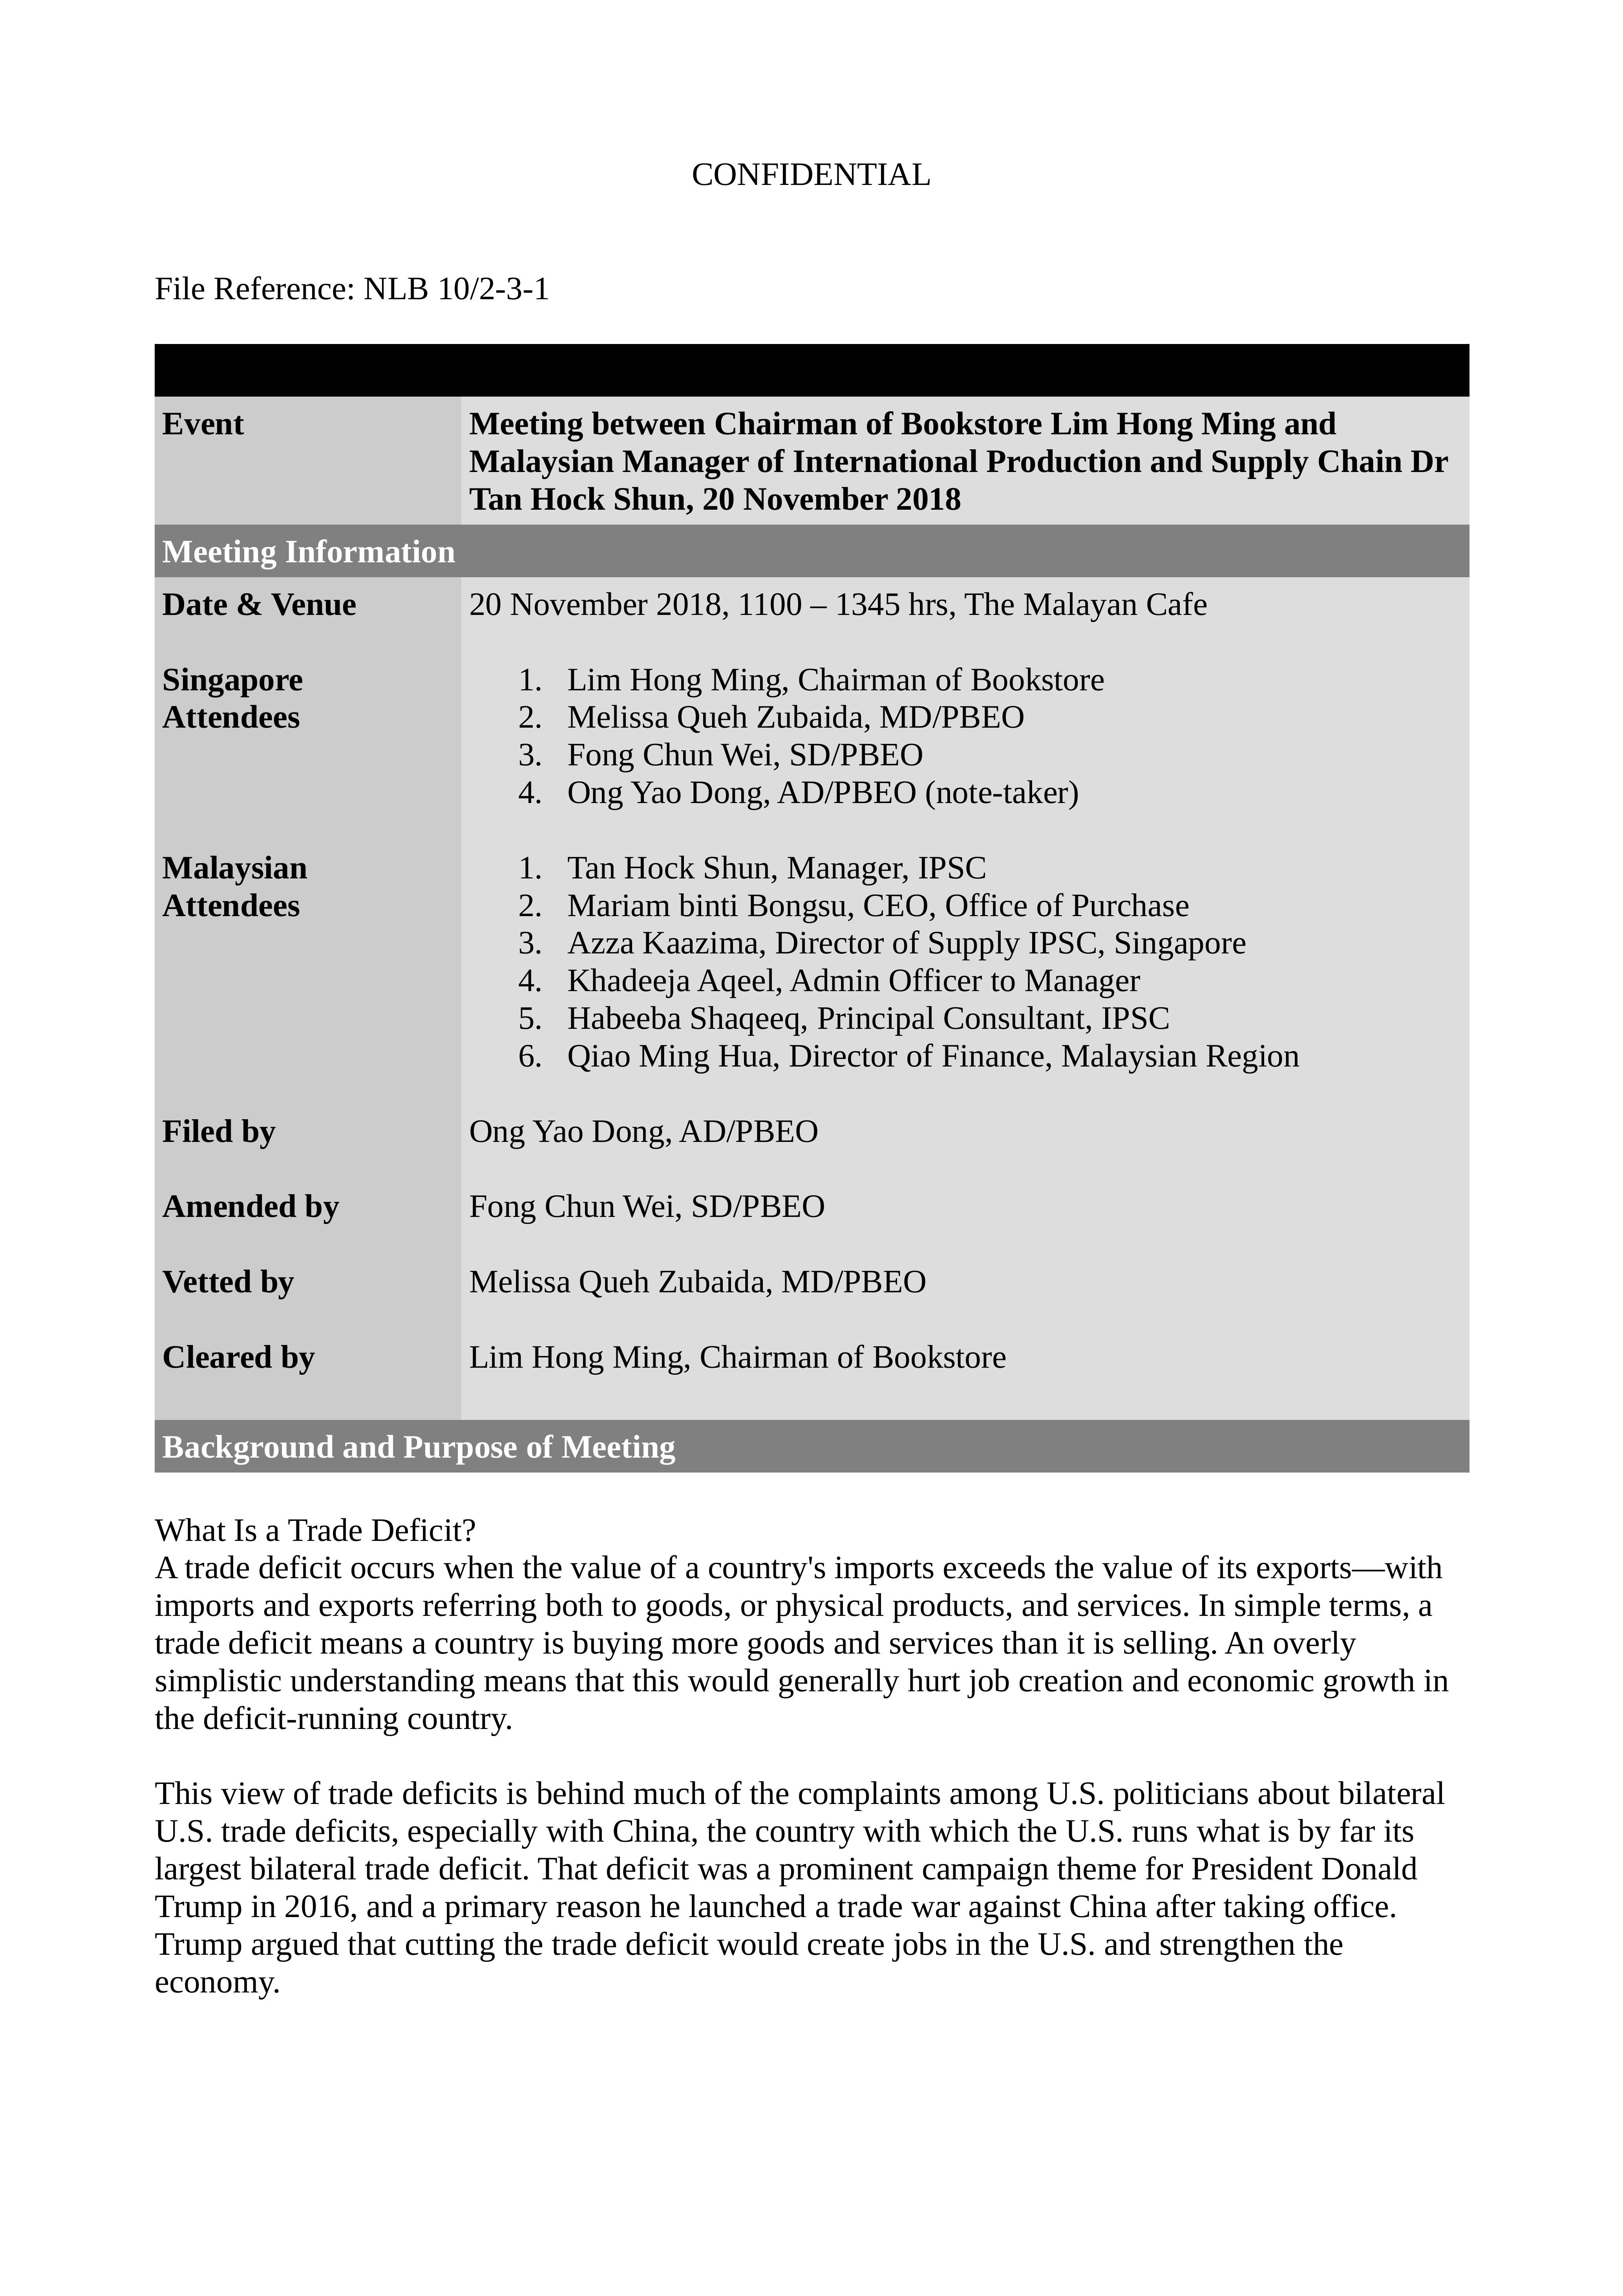 CONFIDENTIAL
File Reference: NLB 10/2-3-1
Event
Meeting between Chairman of Bookstore Lim Hong Ming and
Malaysian Manager of International Production and Supply Chain Dr
Tan Hock Shun, 20 November 2018
Meeting Information
Date & Venue
20 November 2018, 1100 – 1345 hrs, The Malayan Cafe
Singapore
Attendees
1. Lim Hong Ming, Chairman of Bookstore
2. Melissa Queh Zubaida, MD/PBEO
3. Fong Chun Wei, SD/PBEO
4. Ong Yao Dong, AD/PBEO (note-taker)
Malaysian
Attendees
1. Tan Hock Shun, Manager, IPSC
2. Mariam binti Bongsu, CEO, Office of Purchase
3. Azza Kaazima, Director of Supply IPSC, Singapore
4. Khadeeja Aqeel, Admin Officer to Manager
5. Habeeba Shaqeeq, Principal Consultant, IPSC
6. Qiao Ming Hua, Director of Finance, Malaysian Region
Filed by
Ong Yao Dong, AD/PBEO
Amended by
Fong Chun Wei, SD/PBEO
Vetted by
Melissa Queh Zubaida, MD/PBEO
Cleared by
Lim Hong Ming, Chairman of Bookstore
Background and Purpose of Meeting
What Is a Trade Deficit?
A trade deficit occurs when the value of a country's imports exceeds the value of its exports—with
imports and exports referring both to goods, or physical products, and services. In simple terms, a
trade deficit means a country is buying more goods and services than it is selling. An overly
simplistic understanding means that this would generally hurt job creation and economic growth in
the deficit-running country.
This view of trade deficits is behind much of the complaints among U.S. politicians about bilateral
U.S. trade deficits, especially with China, the country with which the U.S. runs what is by far its
largest bilateral trade deficit. That deficit was a prominent campaign theme for President Donald
Trump in 2016, and a primary reason he launched a trade war against China after taking office.
Trump argued that cutting the trade deficit would create jobs in the U.S. and strengthen the
economy.